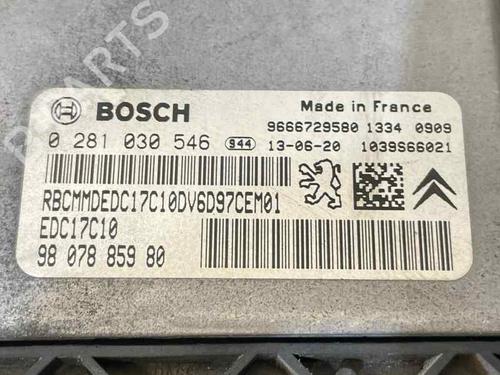 PARTS
BOSCH
Made in France
0 281 030 546 944
9666729580 1334 0909
13-06-20 1039S66021
RBCMMDEDC17C10DV6D97CEM01
EDC17C10
98 078 859 80